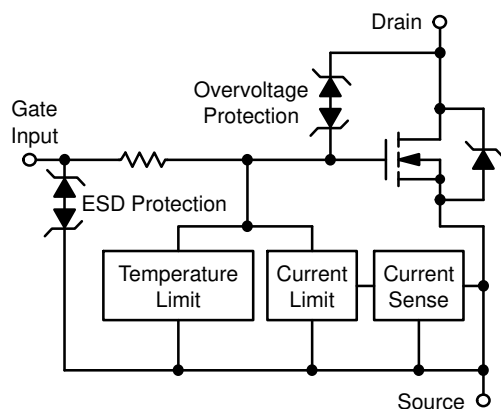 Drain
Overvoltage
Protection
Gate
Input
ESD Protection
Temperature
Limit
Current
Limit
Current
Sense
Source